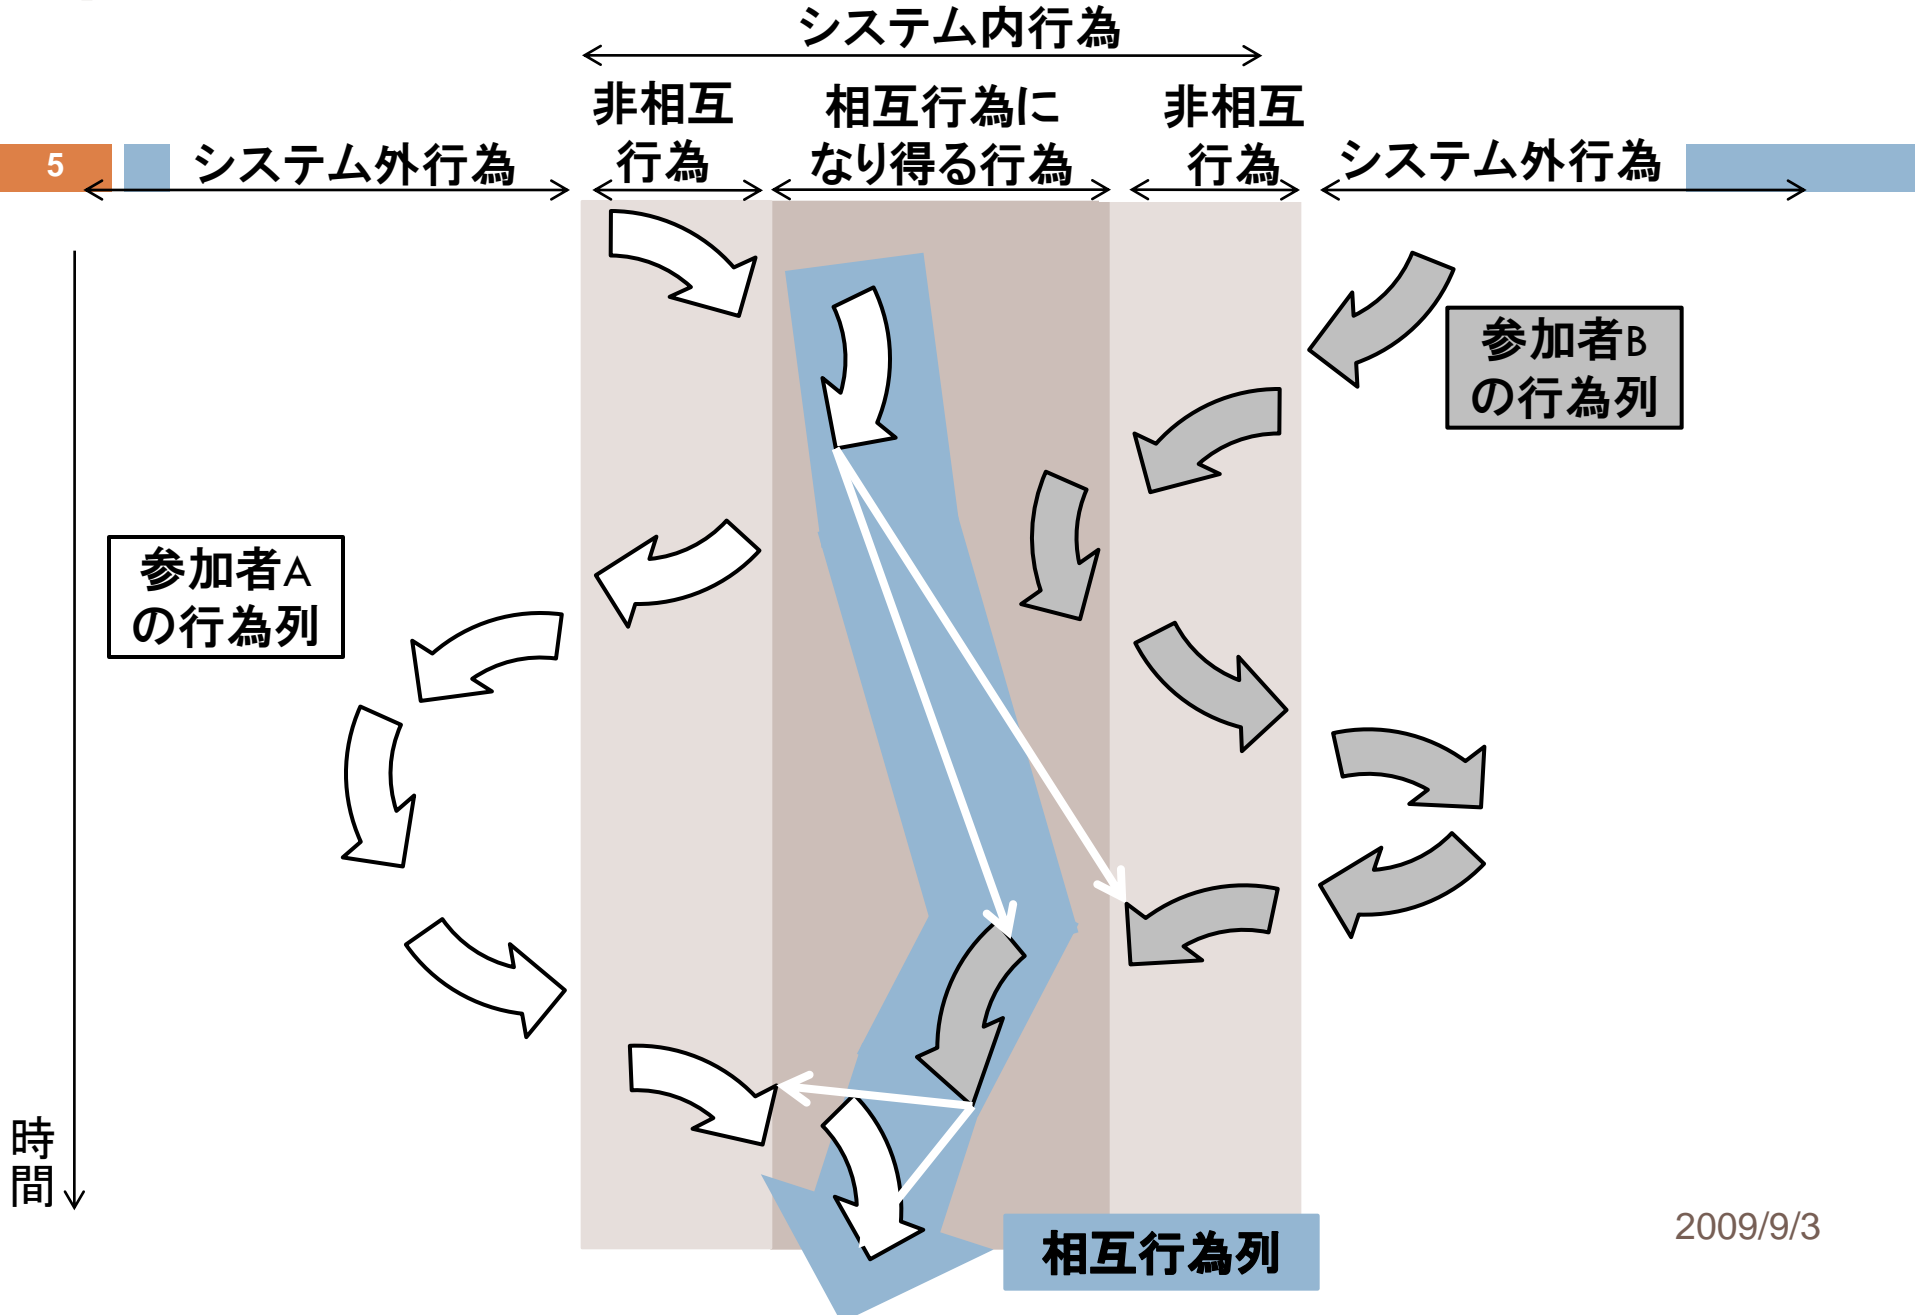 システム内行為
非相互
行為
相互行為に
なり得る行為
非相互
行為
5
システム外行為
システム外行為
参加者B
の行為列
参加者A
の行為列
時間
相互行為列
2009/9/3